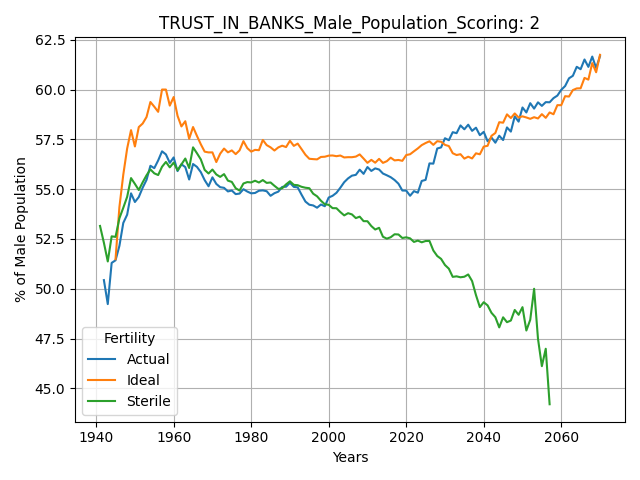 TRUST_IN_BANKS_Male_Population_Scoring: 2
62.5
60.0
57.5
55.0
52.5
50.0
47.5
45.0
% of Male Population
Fertility
Actual
Ideal
Sterile
1940 1960 1980 2000 2020 2040 2060
Years